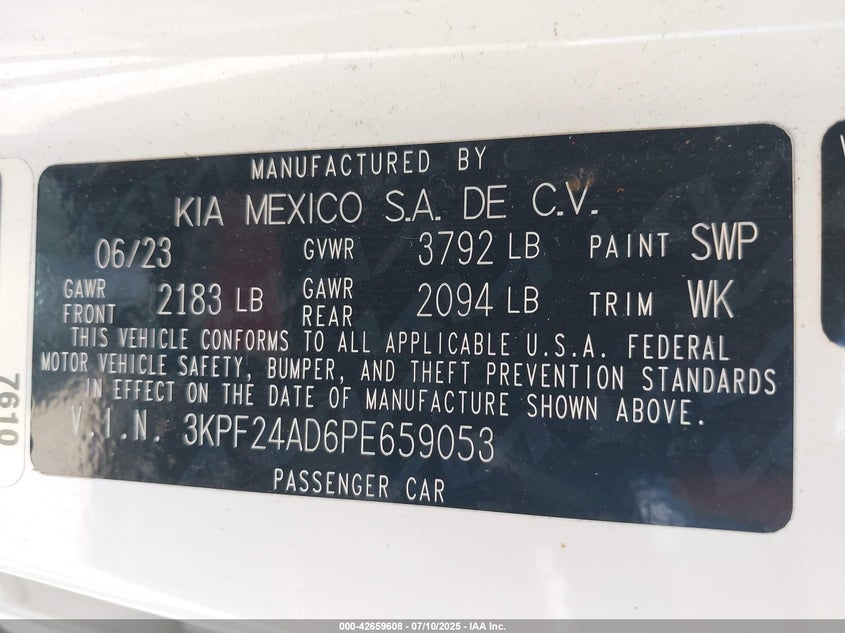 MANUFACTURED BY
KIA MEXICO S.A. DE C.V.
06/23 GVWR 3792 LB PAINT SWP
GAWR FRONT 2183 LB GAWR REAR 2094 LB TRIM WK
THIS VEHICLE CONFORMS TO ALL APPLICABLE U.S.A. FEDERAL
MOTOR VEHICLE SAFETY, BUMPER, AND THEFT PREVENTION STANDARDS
IN EFFECT ON THE DATE OF MANUFACTURE SHOWN ABOVE.
V.I.N. 3KPF24AD6PE659053
PASSENGER CAR
7610
000-42659608 - 07/10/2025 - IAA Inc.